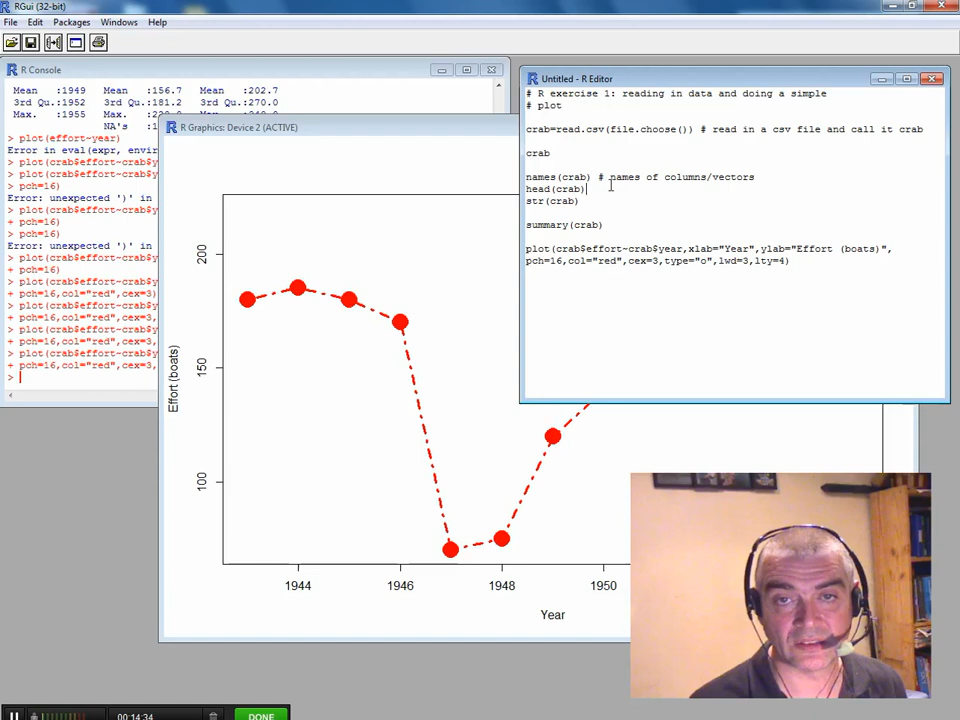 RGui (32-bit)
File Edit Packages Windows Help
R Console
Mean :1949 Mean :156.7 Mean :202.7
3rd Qu.:1952 3rd Qu.:181.2 3rd Qu.:270.0
Max. :1955
NA's :1
> plot(effort~year)
Error in eval(expr, envir
> plot(crab$effort~crab$y
> plot(crab$effort~crab$y
+ pch=16)
Error: unexpected ')' in
> plot(crab$effort~crab$y
+ pch=16)
+ pch=16)
Error: unexpected ')' in
> plot(crab$effort~crab$y
+ pch=16)
> plot(crab$effort~crab$y
+ pch=16,col="red",cex=3)
> plot(crab$effort~crab$y
+ pch=16,col="red",cex=3,
> plot(crab$effort~crab$y
+ pch=16,col="red",cex=3,
> plot(crab$effort~crab$y
+ pch=16,col="red",cex=3,
>
R Graphics: Device 2 (ACTIVE)
200
150
100
Effort (boats)
1944 1946 1948 1950
Year
Untitled - R Editor
# R exercise 1: reading in data and doing a simple
# plot
crab=read.csv(file.choose()) # read in a csv file and call it crab
crab
names(crab) # names of columns/vectors
head(crab)
str(crab)
summary(crab)
plot(crab$effort~crab$year,xlab="Year",ylab="Effort (boats)",
pch=16,col="red",cex=3,type="o",lwd=3,lty=4)
00:14:34
DONE